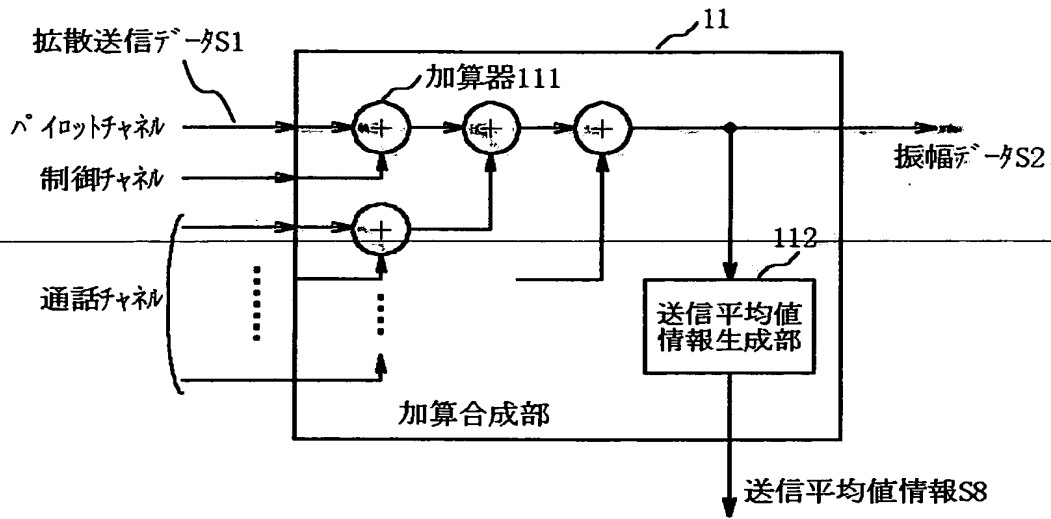 11
拡散送信データS1
加算器111
パイロットチャネル
振幅データS2
制御チャネル
112
通話チャネル
送信平均値
情報生成部
加算合成部
送信平均値情報S8